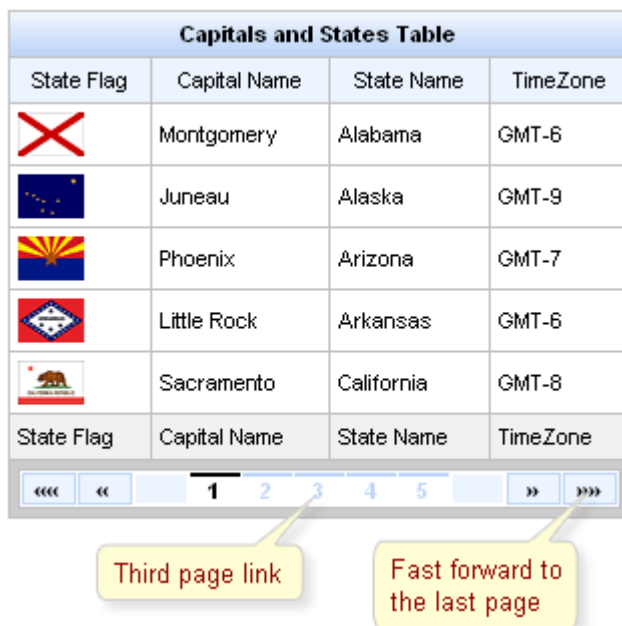 Capitals and States Table
State Flag Capital Name State Name TimeZone
Montgomery Alabama GMT-6
Juneau Alaska GMT-9
Phoenix Arizona GMT-7
Little Rock Arkansas GMT-6
Sacramento California GMT-8
State Flag Capital Name State Name TimeZone
«« « 1 2 3 4 5 » »»
Third page link
Fast forward to
the last page